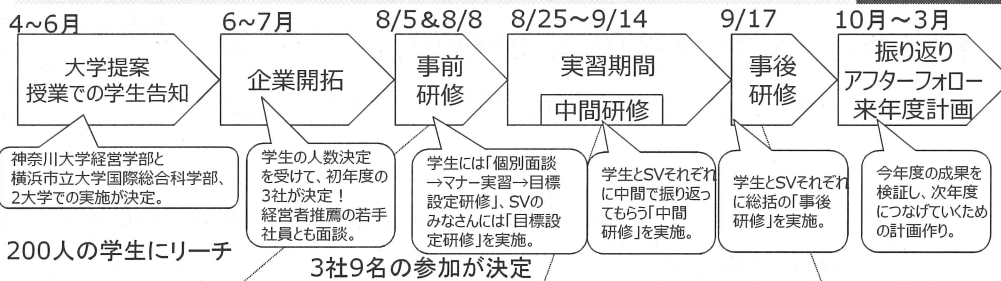 4~6月
6~7月
8/5&8/8
8/25~9/14
9/17
10月~3月
大学提案
授業での学生告知
企業開拓
事前
研修
実習期間
中間研修
事後
研修
振り返り
アフターフォロー
来年度計画
神奈川大学経営学部と
横浜市立大学国際総合科学部、
2大学での実施が決定。
学生の人数決定
を受けて、初年度の
3社が決定！
経営者推薦の若手
社員とも面談。
学生には「個別面談
→マナー実習→目標
設定研修」、SVの
みなさんには「目標設
定研修」を実施。
学生とSVそれぞれ
に中間で振り返っ
てもらう「中間
研修」を実施。
学生とSVそれぞれ
に総括の「事後
研修」を実施。
今年度の成果を
検証し、次年度
につなげていくため
の計画作り。
200人の学生にリーチ
3社9名の参加が決定